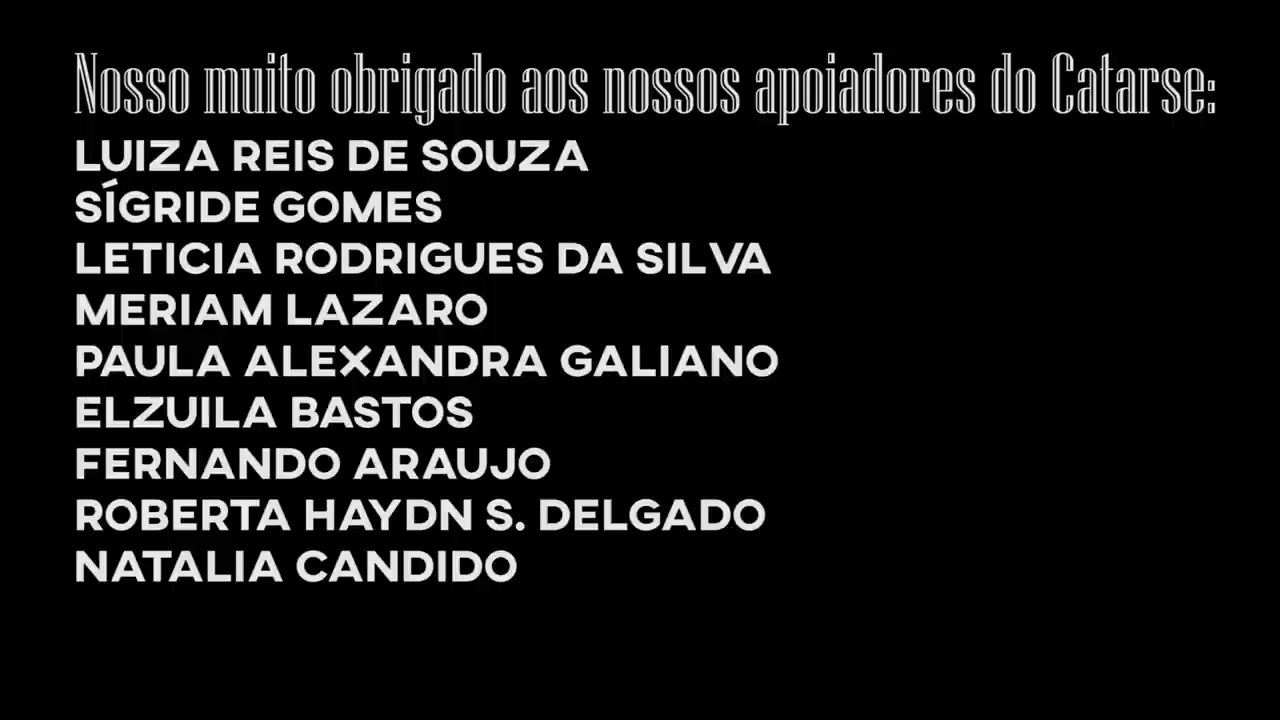 Nosso muito obrigado aos nossos apoiadores do Catarse:
LUIZA REIS DE SOUZA
SÍGRIDE GOMES
LETICIA RODRIGUES DA SILVA
MERIAM LAZARO
PAULA ALEXANDRA GALIANO
ELZUILA BASTOS
FERNANDO ARAUJO
ROBERTA HAYDN S. DELGADO
NATALIA CANDIDO